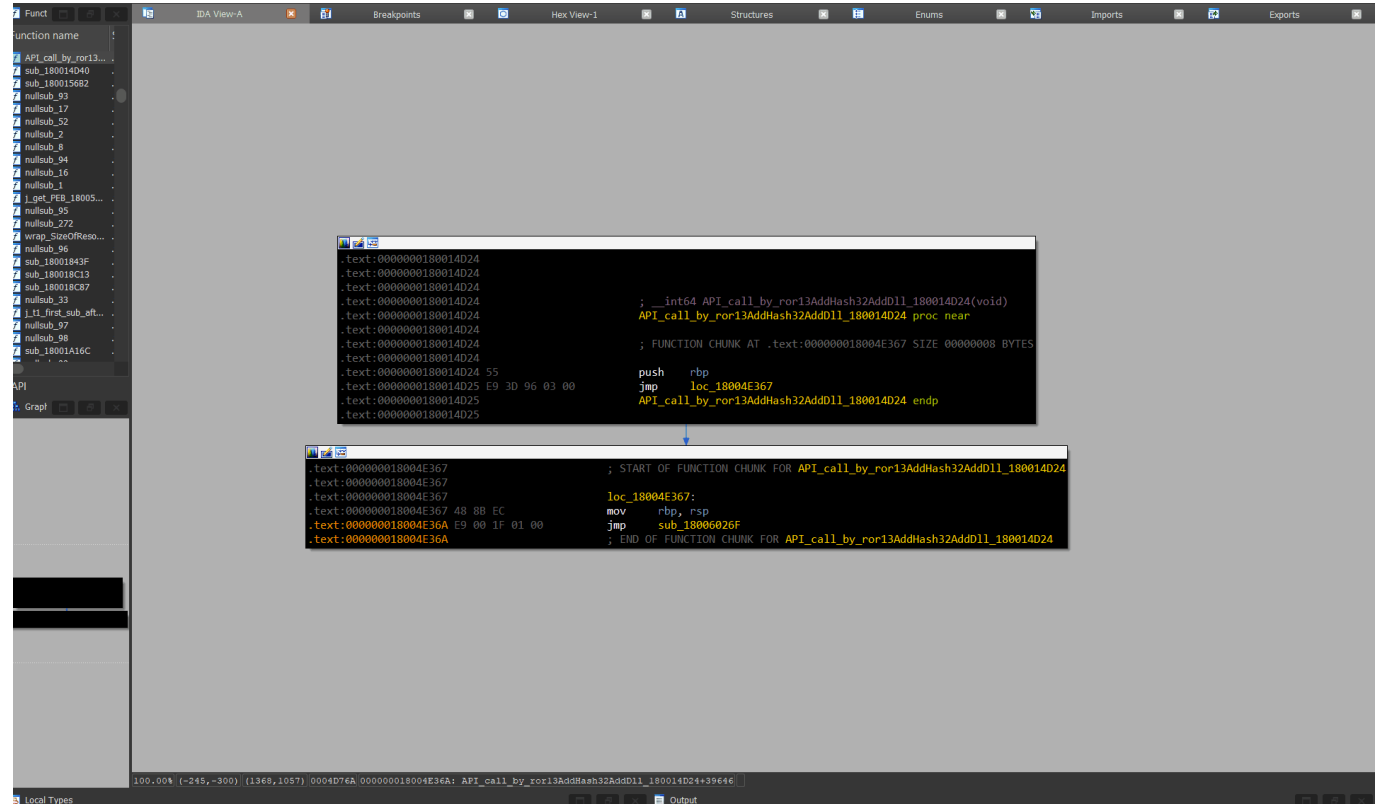 Funct
IDA View-A
Breakpoints
Hex View-1
Structures
Enums
Imports
Exports
Function name
API_call_by_ror13...
sub_180014D40
sub_1800156B2
nullsub_93
nullsub_17
nullsub_52
nullsub_2
nullsub_8
nullsub_94
nullsub_16
nullsub_1
j_get_PEB_18005...
nullsub_95
nullsub_272
wrap_SizeOfReso...
nullsub_96
sub_18001843F
sub_180018C13
sub_180018C87
nullsub_33
j_t1_first_sub_aft...
nullsub_97
nullsub_98
sub_18001A16C
API
Graph
.text:0000000180014D24
.text:0000000180014D24
.text:0000000180014D24
.text:0000000180014D24 ; __int64 API_call_by_ror13AddHash32AddDll_180014D24(void)
.text:0000000180014D24 API_call_by_ror13AddHash32AddDll_180014D24 proc near
.text:0000000180014D24
.text:0000000180014D24 ; FUNCTION CHUNK AT .text:000000018004E367 SIZE 00000008 BYTES
.text:0000000180014D24
.text:0000000180014D24 55 push rbp
.text:0000000180014D25 E9 3D 96 03 00 jmp loc_18004E367
.text:0000000180014D25 API_call_by_ror13AddHash32AddDll_180014D24 endp
.text:0000000180014D25
.text:000000018004E367 ; START OF FUNCTION CHUNK FOR API_call_by_ror13AddHash32AddDll_180014D24
.text:000000018004E367
.text:000000018004E367 loc_18004E367:
.text:000000018004E367 48 8B EC mov rbp, rsp
.text:000000018004E36A E9 00 1F 01 00 jmp sub_18006026F
.text:000000018004E36A ; END OF FUNCTION CHUNK FOR API_call_by_ror13AddHash32AddDll_180014D24
100.00% (-245,-300) (1368,1057) 0004D76A 000000018004E36A: API_call_by_ror13AddHash32AddDll_180014D24+39646
Local Types
Output